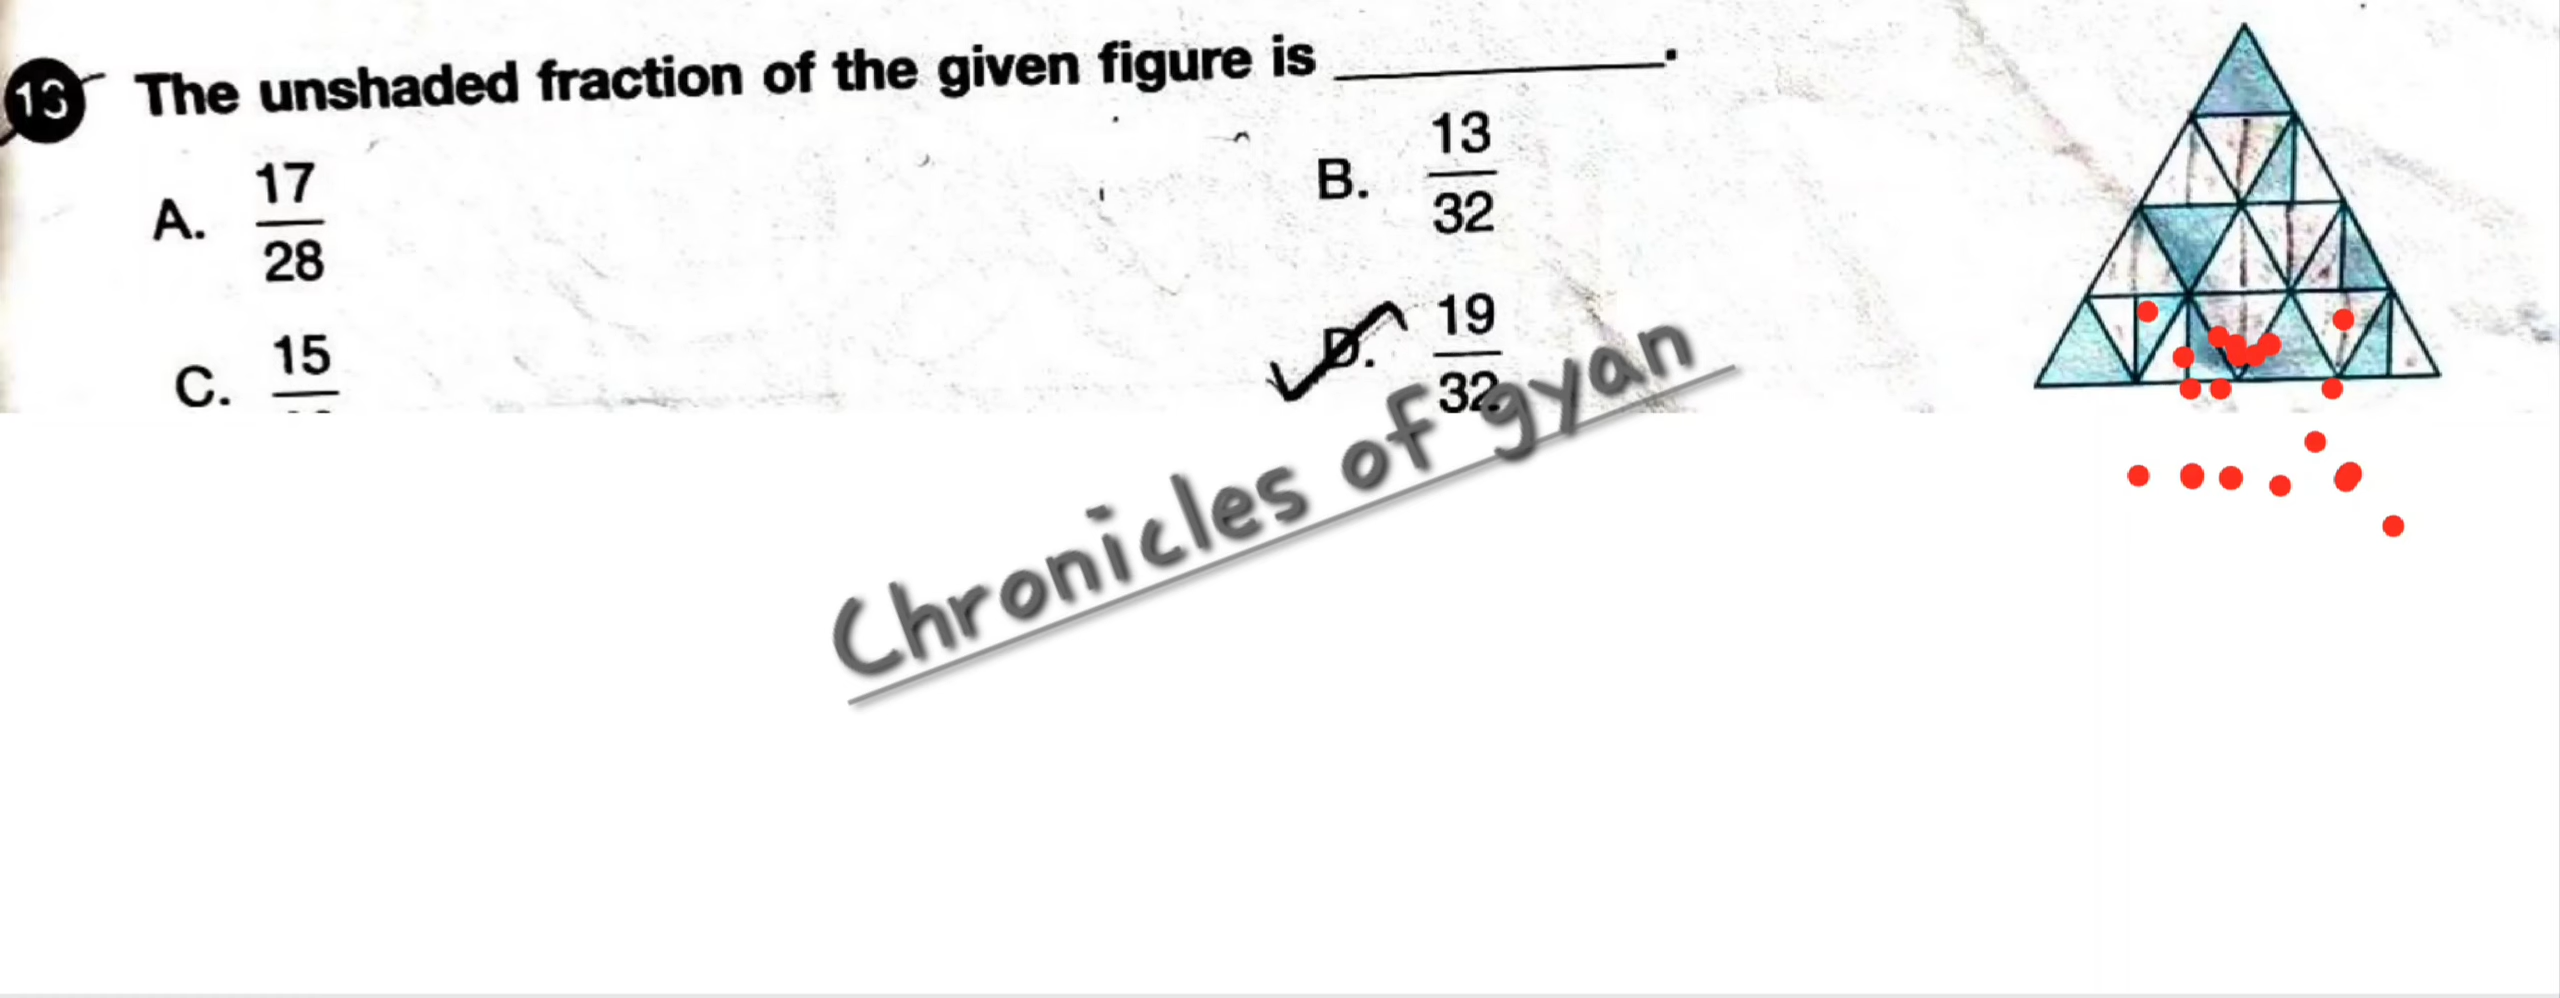 13 The unshaded fraction of the given figure is __________.
A. 17/28
B. 13/32
C. 15
D. 19/32
Chronicles of gyan